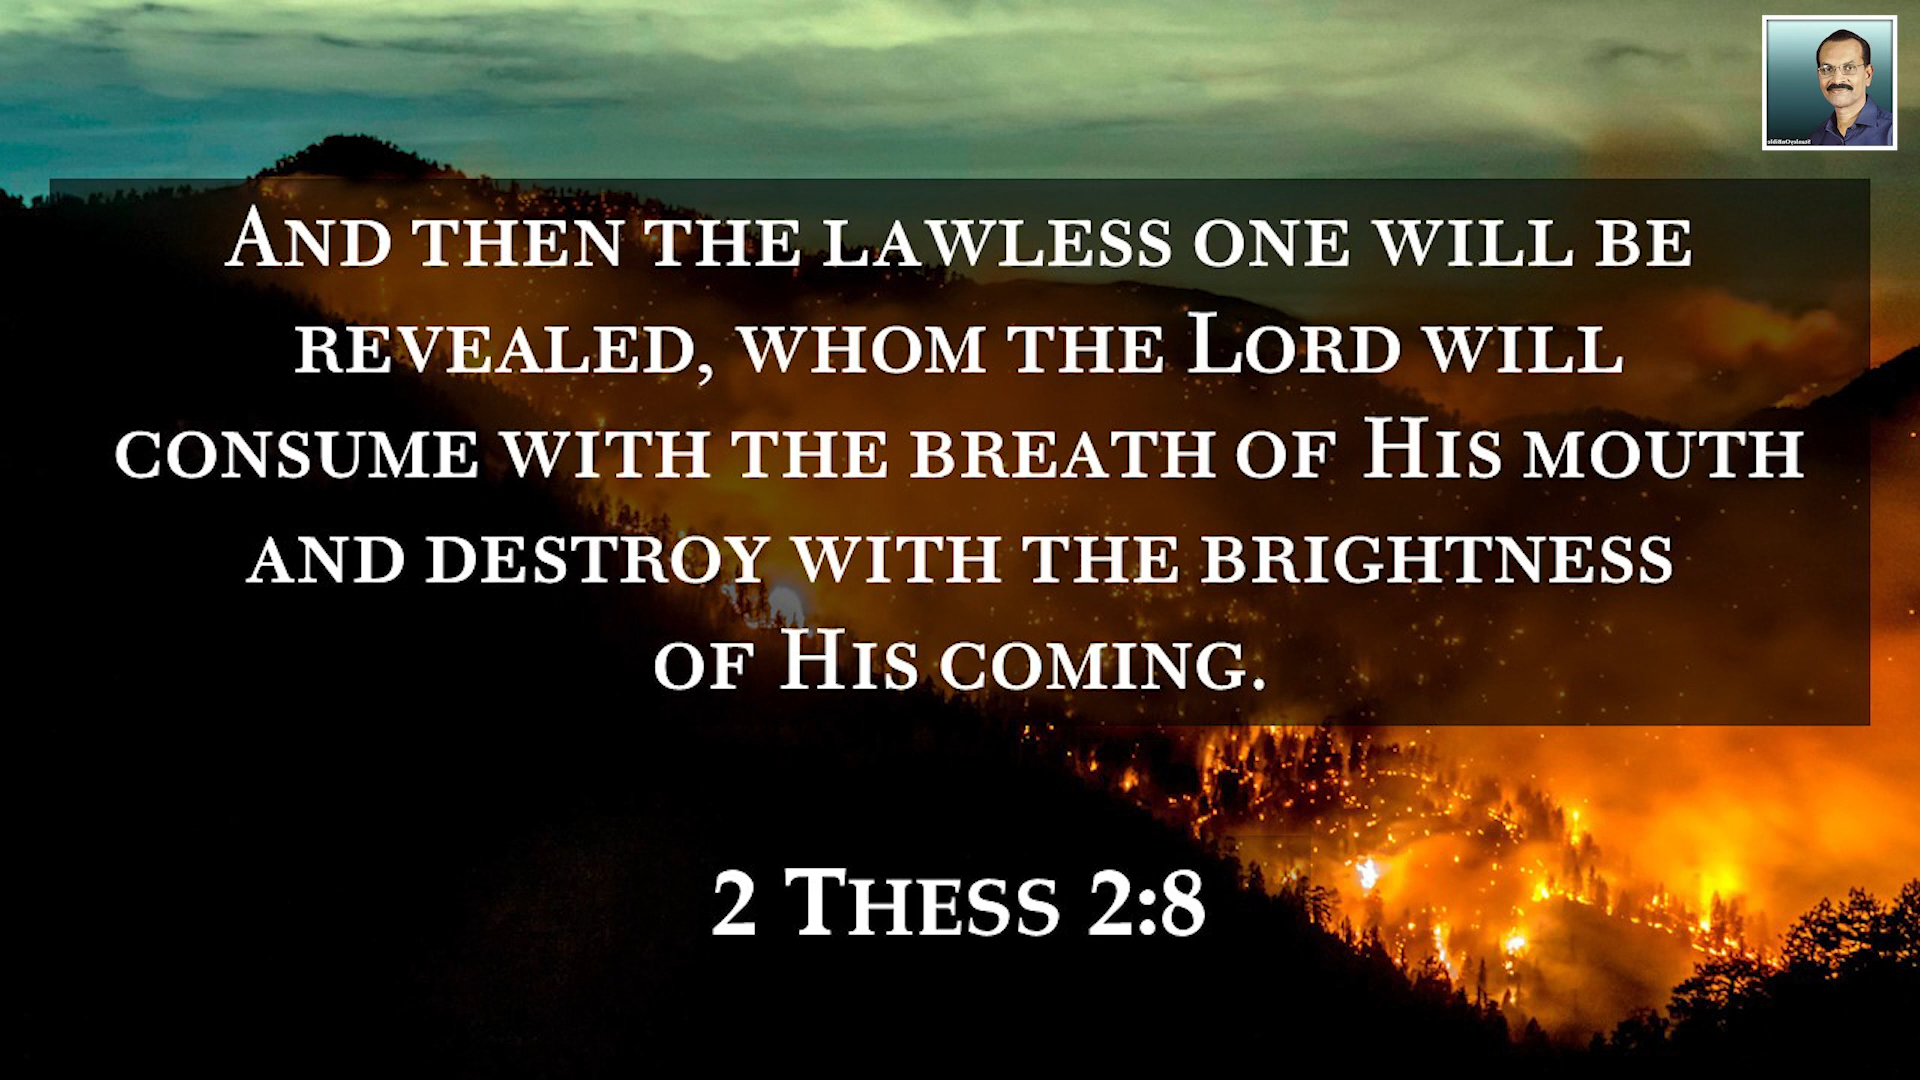 And then the lawless one will be
revealed, whom the Lord will
consume with the breath of His mouth
and destroy with the brightness
of His coming.
2 Thess 2:8
StanleyOnBible